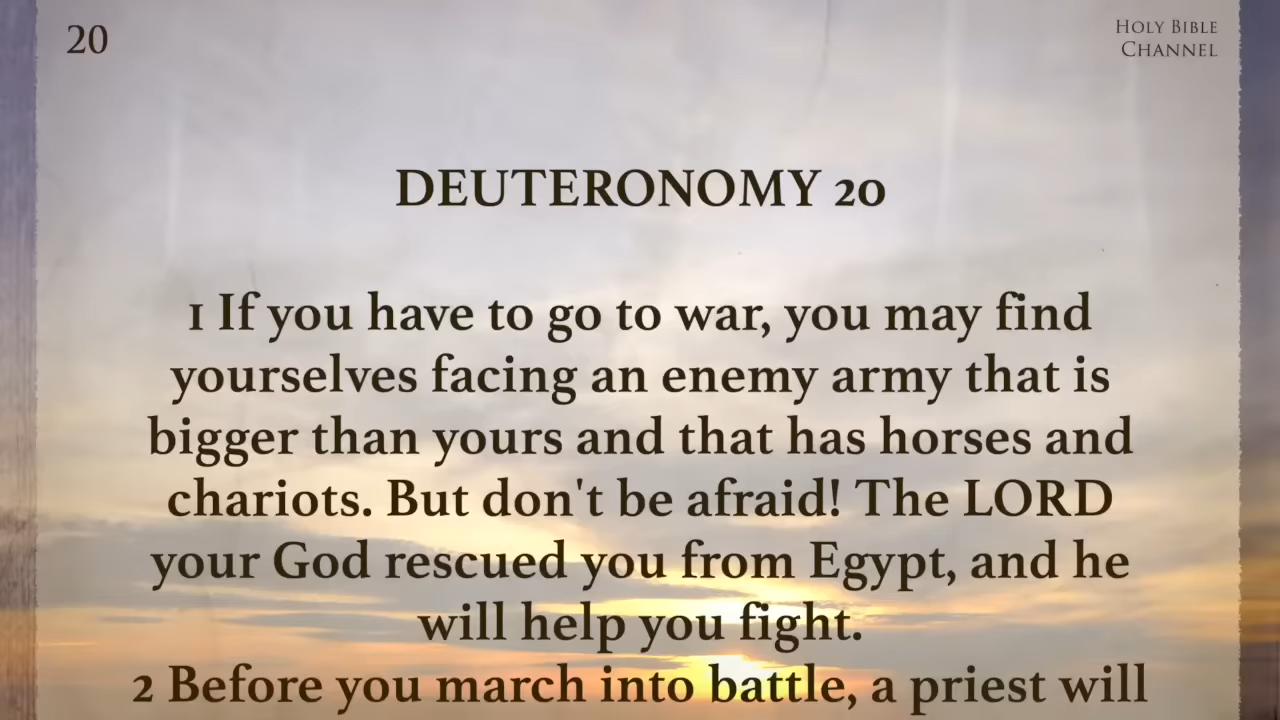 20
HOLY BIBLE
CHANNEL
DEUTERONOMY 20
1 If you have to go to war, you may find
yourselves facing an enemy army that is
bigger than yours and that has horses and
chariots. But don't be afraid! The LORD
your God rescued you from Egypt, and he
will help you fight.
2 Before you march into battle, a priest will